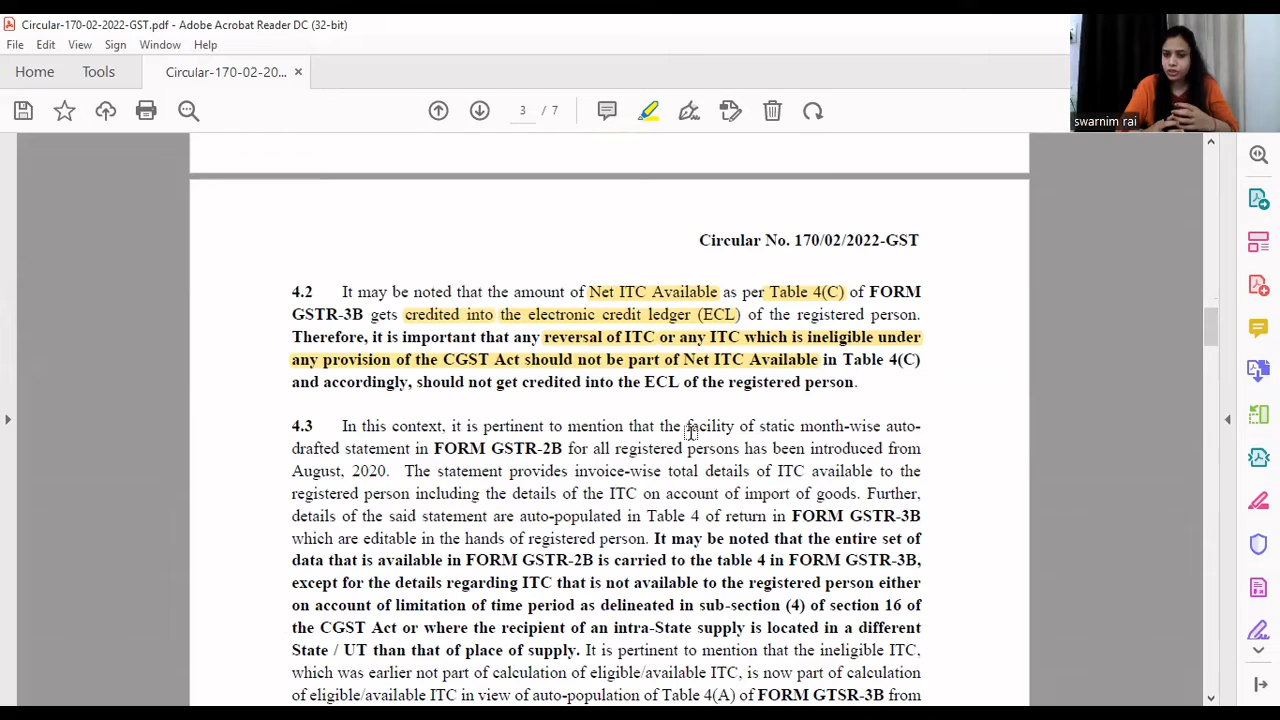 Circular-170-02-2022-GST.pdf - Adobe Acrobat Reader DC (32-bit)
File Edit View Sign Window Help
Home Tools Circular-170-02-20... ×
3 / 7
swarnim rai
Circular No. 170/02/2022-GST
4.2 It may be noted that the amount of Net ITC Available as per Table 4(C) of FORM
GSTR-3B gets credited into the electronic credit ledger (ECL) of the registered person.
Therefore, it is important that any reversal of ITC or any ITC which is ineligible under
any provision of the CGST Act should not be part of Net ITC Available in Table 4(C)
and accordingly, should not get credited into the ECL of the registered person.
4.3 In this context, it is pertinent to mention that the facility of static month-wise auto-
drafted statement in FORM GSTR-2B for all registered persons has been introduced from
August, 2020. The statement provides invoice-wise total details of ITC available to the
registered person including the details of the ITC on account of import of goods. Further,
details of the said statement are auto-populated in Table 4 of return in FORM GSTR-3B
which are editable in the hands of registered person. It may be noted that the entire set of
data that is available in FORM GSTR-2B is carried to the table 4 in FORM GSTR-3B,
except for the details regarding ITC that is not available to the registered person either
on account of limitation of time period as delineated in sub-section (4) of section 16 of
the CGST Act or where the recipient of an intra-State supply is located in a different
State / UT than that of place of supply. It is pertinent to mention that the ineligible ITC,
which was earlier not part of calculation of eligible/available ITC, is now part of calculation
of eligible/available ITC in view of auto-population of Table 4(A) of FORM GTSR-3B from